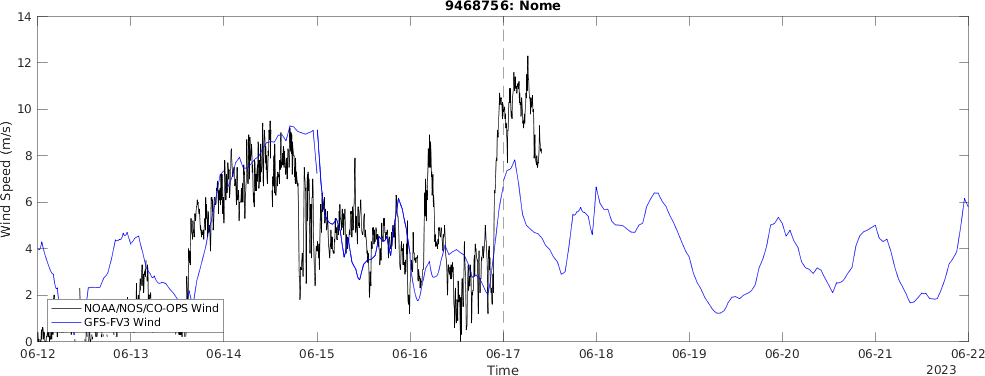 9468756: Nome
14
12
10
8
6
4
2
0
Wind Speed (m/s)
NOAA/NOS/CO-OPS Wind
GFS-FV3 Wind
06-12 06-13 06-14 06-15 06-16 06-17 06-18 06-19 06-20 06-21 06-22
Time
2023